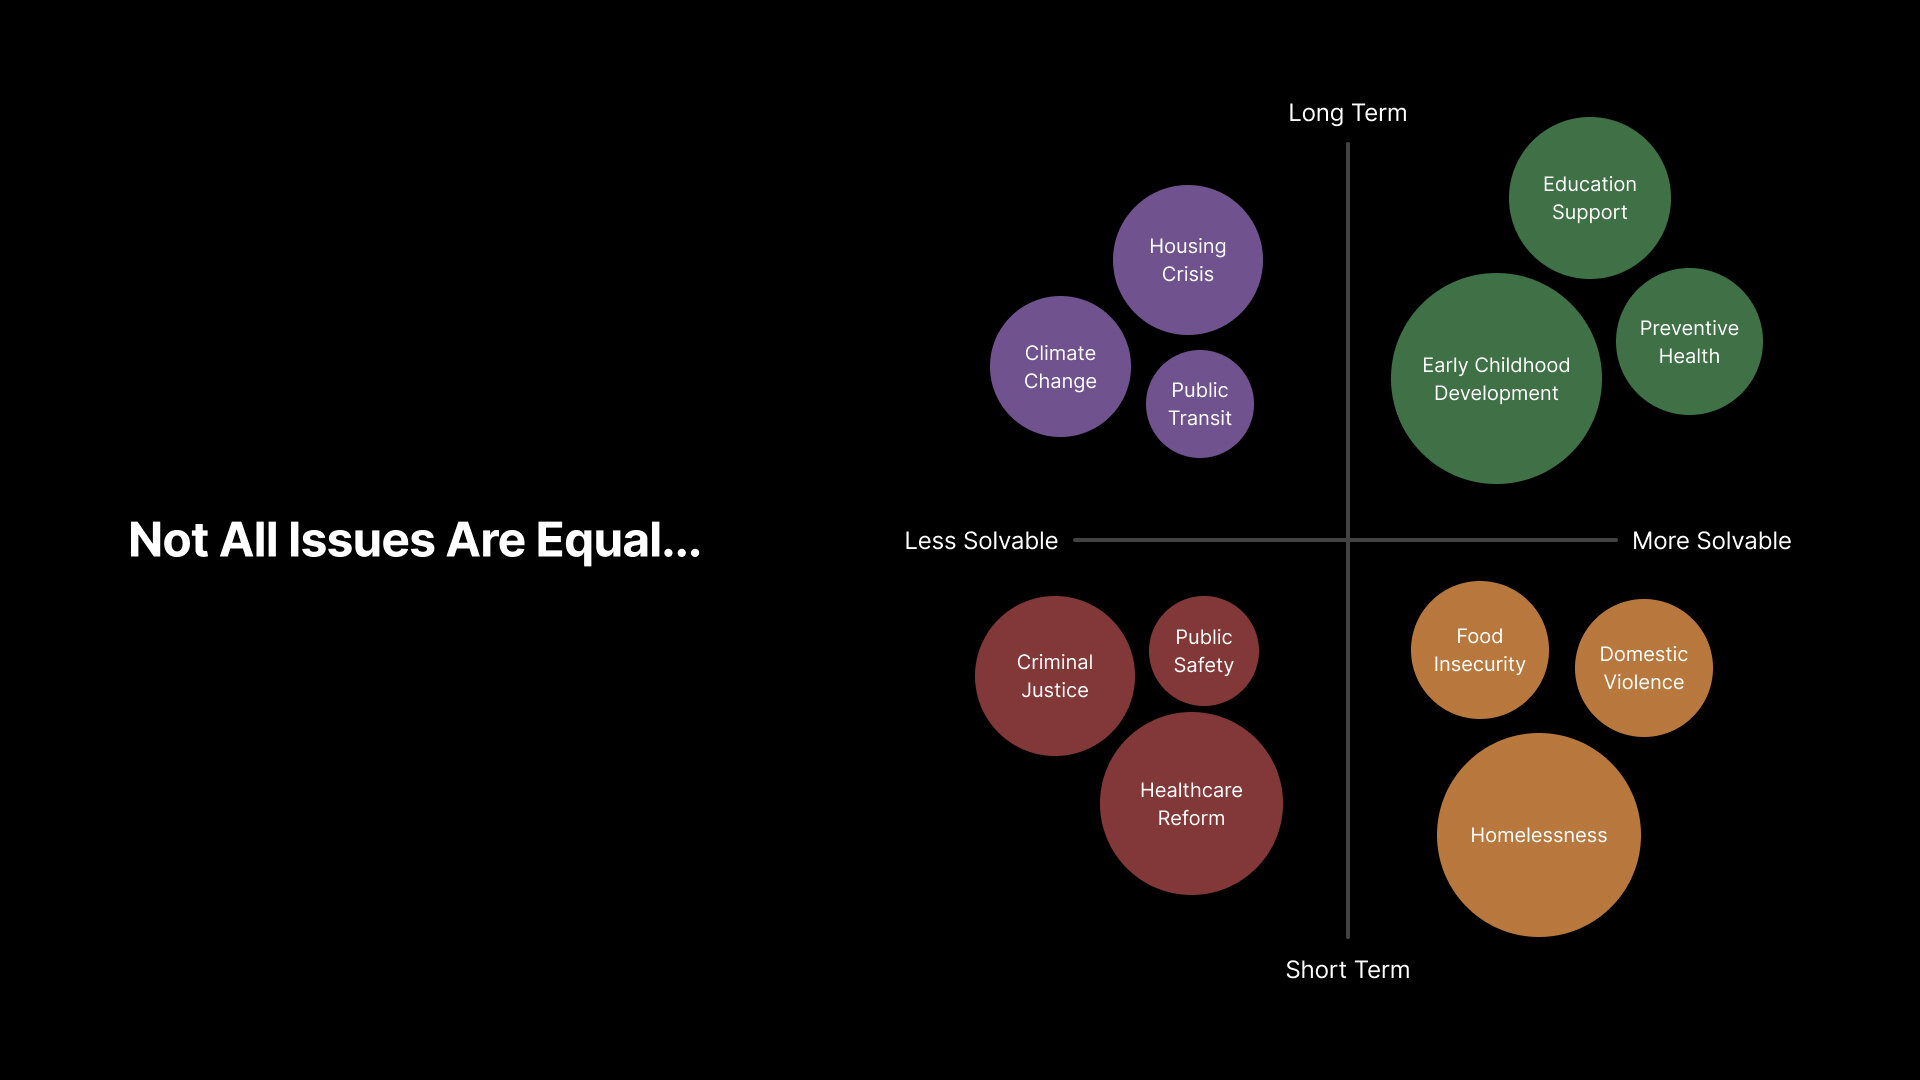 Not All Issues Are Equal...
Long Term
Education
Support
Housing
Crisis
Preventive
Health
Climate
Change
Early Childhood
Development
Public
Transit
Less Solvable
More Solvable
Criminal
Justice
Public
Safety
Food
Insecurity
Domestic
Violence
Healthcare
Reform
Homelessness
Short Term